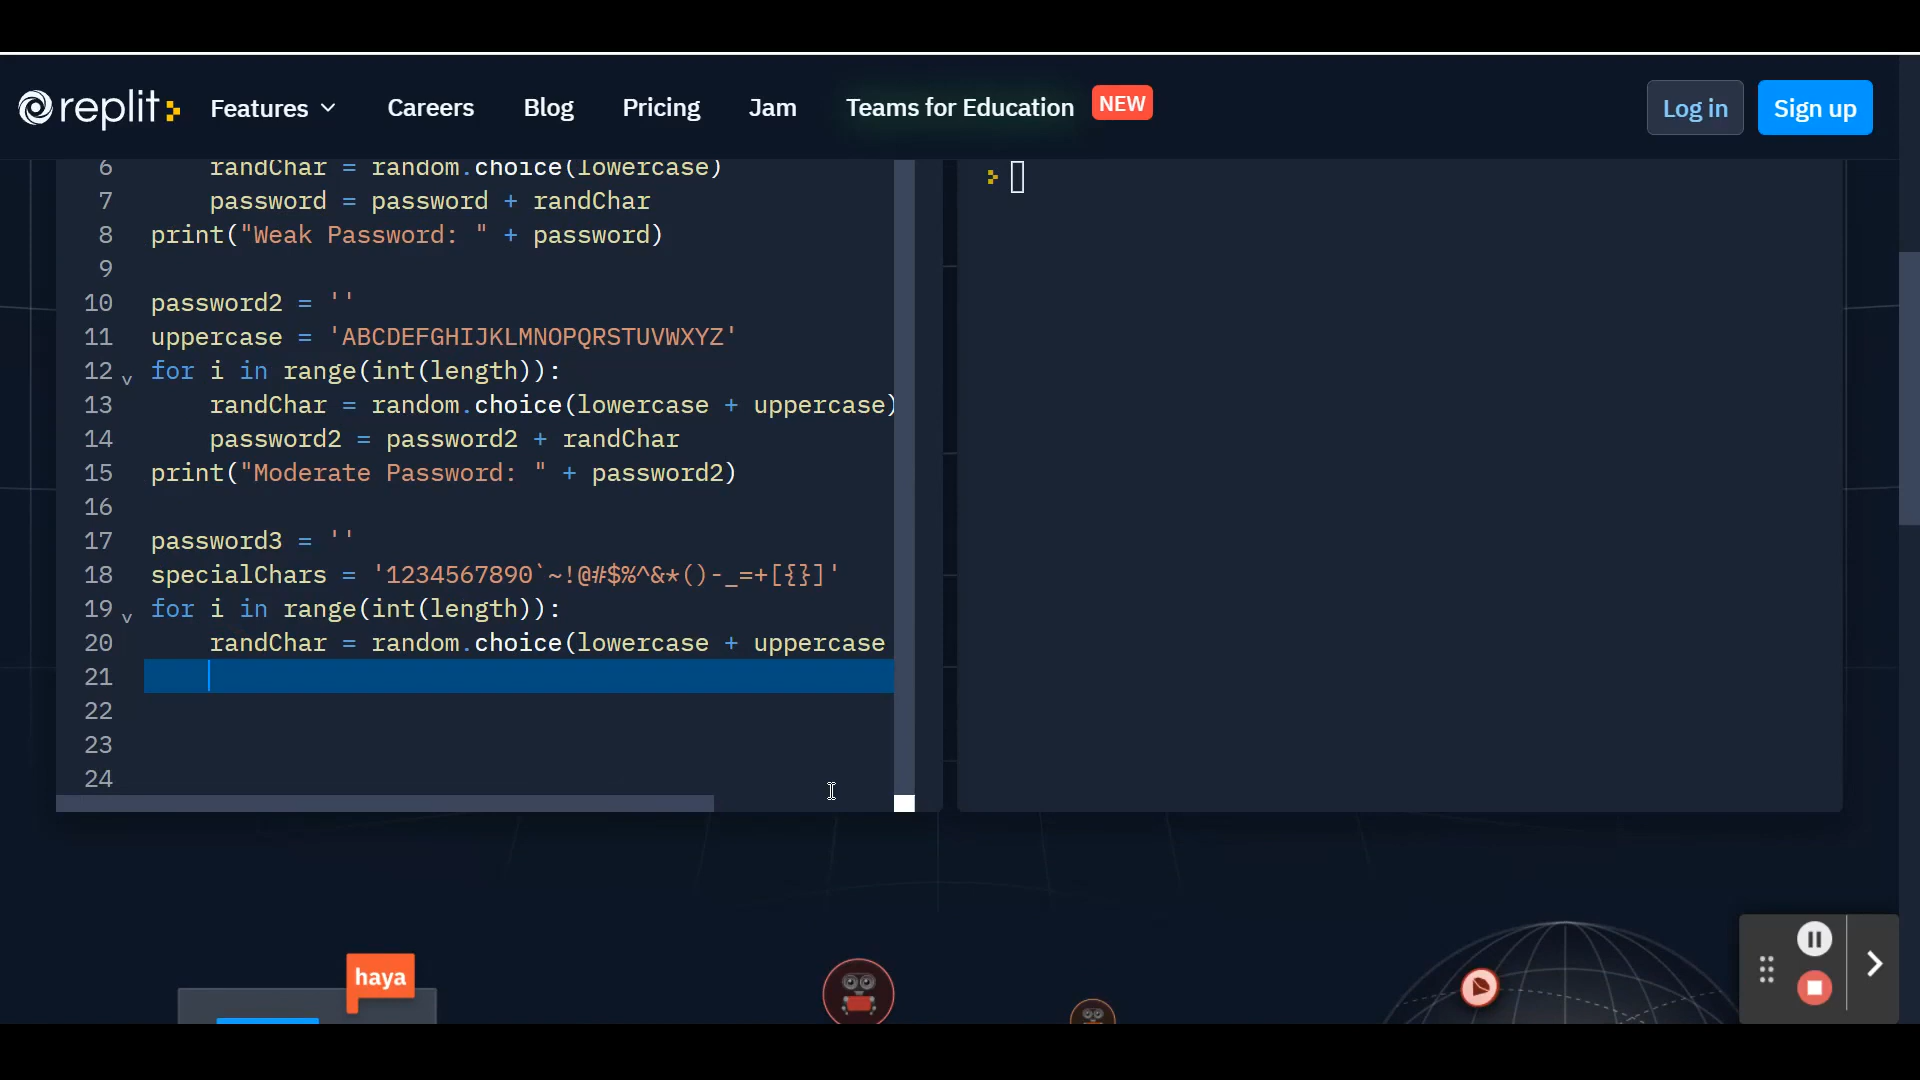 replit Features Careers Blog Pricing Jam Teams for Education NEW Log in Sign up
6 randChar = random.choice(lowercase)
7 password = password + randChar
8 print("Weak Password: " + password)
9
10 password2 = ''
11 uppercase = 'ABCDEFGHIJKLMNOPQRSTUVWXYZ'
12 for i in range(int(length)):
13 randChar = random.choice(lowercase + uppercase)
14 password2 = password2 + randChar
15 print("Moderate Password: " + password2)
16
17 password3 = ''
18 specialChars = '1234567890`~!@#$%^&*()-_=+[{}]'
19 for i in range(int(length)):
20 randChar = random.choice(lowercase + uppercase
21
22
23
24
haya